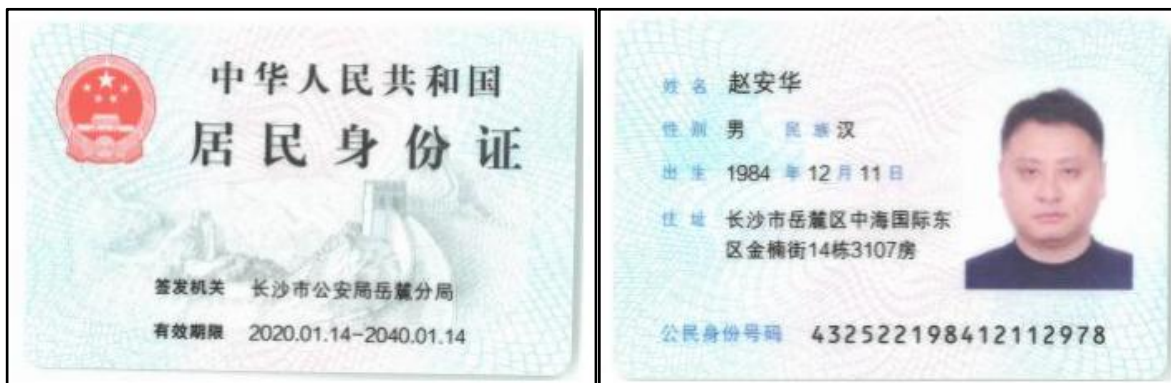 中华人民共和国
居民身份证
签发机关 长沙市公安局岳麓分局
有效期限 2020.01.14-2040.01.14
姓名 赵安华
性别 男 民族 汉
出生 1984 年 12 月 11 日
住址 长沙市岳麓区中海国际东
区金楠街14栋3107房
公民身份号码 432522198412112978